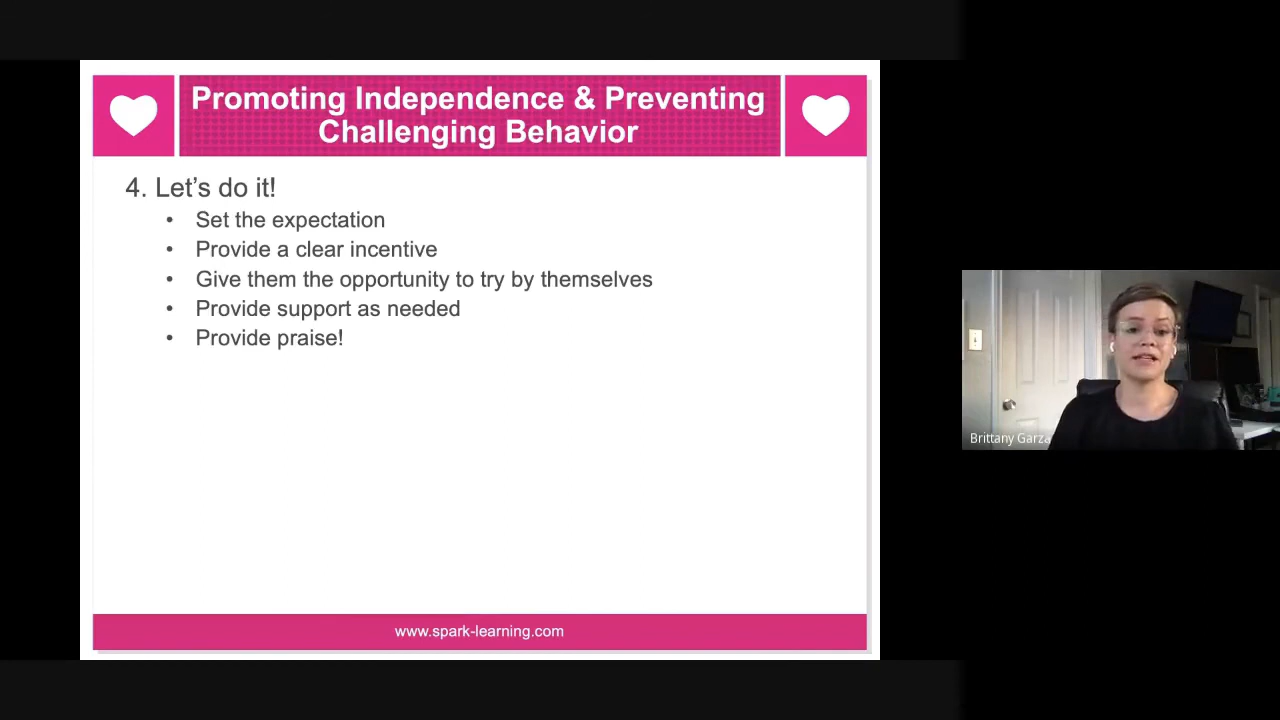 Promoting Independence & Preventing
Challenging Behavior
4. Let's do it!
• Set the expectation
• Provide a clear incentive
• Give them the opportunity to try by themselves
• Provide support as needed
• Provide praise!
www.spark-learning.com
Brittany Garza